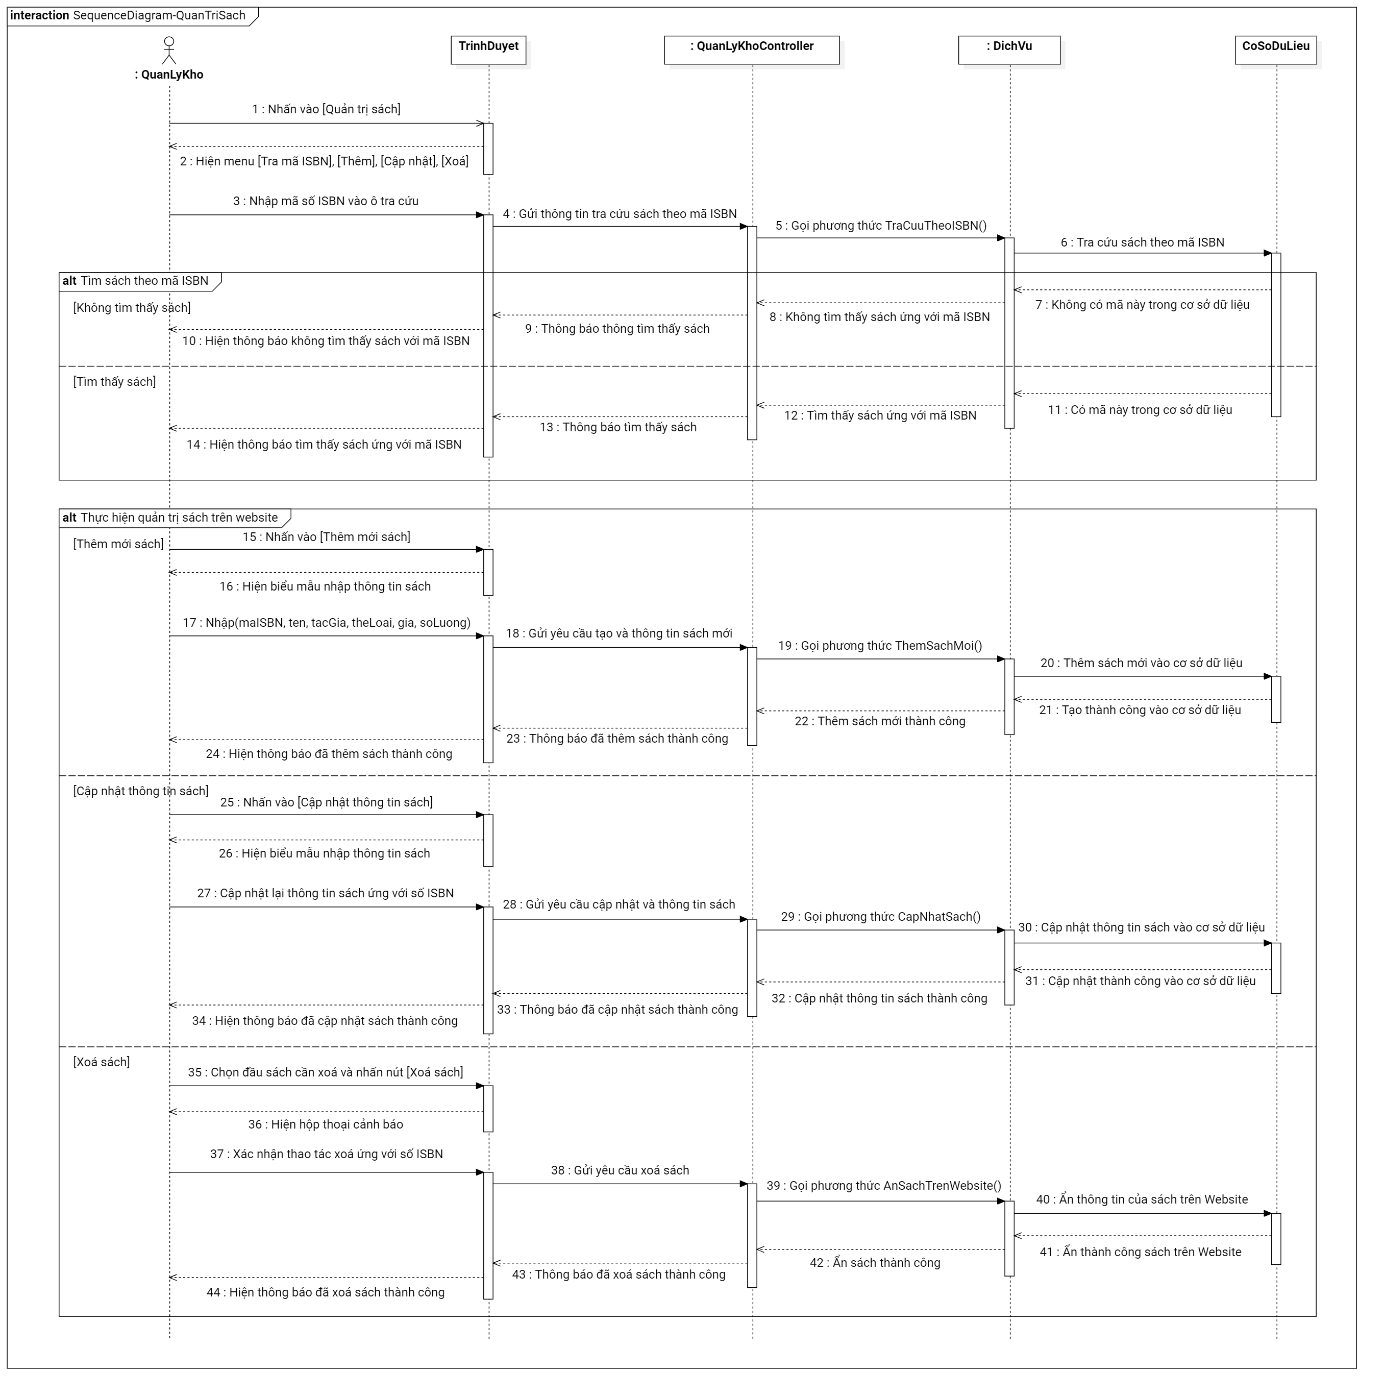 interaction SequenceDiagram-QuanTriSach
: QuanLyKho
TrinhDuyet
: QuanLyKhoController
: DichVu
CoSoDuLieu
1 : Nhấn vào [Quản trị sách]
2 : Hiện menu [Tra mã ISBN], [Thêm], [Cập nhật], [Xoá]
3 : Nhập mã số ISBN vào ô tra cứu
4 : Gửi thông tin tra cứu sách theo mã ISBN
5 : Gọi phương thức TraCuuTheoISBN()
6 : Tra cứu sách theo mã ISBN
alt Tìm sách theo mã ISBN
[Không tìm thấy sách]
7 : Không có mã này trong cơ sở dữ liệu
8 : Không tìm thấy sách ứng với mã ISBN
9 : Thông báo thông tìm thấy sách
10 : Hiện thông báo không tìm thấy sách với mã ISBN
[Tìm thấy sách]
11 : Có mã này trong cơ sở dữ liệu
12 : Tìm thấy sách ứng với mã ISBN
13 : Thông báo tìm thấy sách
14 : Hiện thông báo tìm thấy sách ứng với mã ISBN
alt Thực hiện quản trị sách trên website
[Thêm mới sách]
15 : Nhấn vào [Thêm mới sách]
16 : Hiện biểu mẫu nhập thông tin sách
17 : Nhập(maISBN, ten, tacGia, theLoai, gia, soLuong)
18 : Gửi yêu cầu tạo và thông tin sách mới
19 : Gọi phương thức ThemSachMoi()
20 : Thêm sách mới vào cơ sở dữ liệu
21 : Tạo thành công vào cơ sở dữ liệu
22 : Thêm sách mới thành công
23 : Thông báo đã thêm sách thành công
24 : Hiện thông báo đã thêm sách thành công
[Cập nhật thông tin sách]
25 : Nhấn vào [Cập nhật thông tin sách]
26 : Hiện biểu mẫu nhập thông tin sách
27 : Cập nhật lại thông tin sách ứng với số ISBN
28 : Gửi yêu cầu cập nhật và thông tin sách
29 : Gọi phương thức CapNhatSach()
30 : Cập nhật thông tin sách vào cơ sở dữ liệu
31 : Cập nhật thành công vào cơ sở dữ liệu
32 : Cập nhật thông tin sách thành công
33 : Thông báo đã cập nhật sách thành công
34 : Hiện thông báo đã cập nhật sách thành công
[Xoá sách]
35 : Chọn đầu sách cần xoá và nhấn nút [Xoá sách]
36 : Hiện hộp thoại cảnh báo
37 : Xác nhận thao tác xoá ứng với số ISBN
38 : Gửi yêu cầu xoá sách
39 : Gọi phương thức AnSachTrenWebsite()
40 : Ẩn thông tin của sách trên Website
41 : Ẩn thành công sách trên Website
42 : Ẩn sách thành công
43 : Thông báo đã xoá sách thành công
44 : Hiện thông báo đã xoá sách thành công